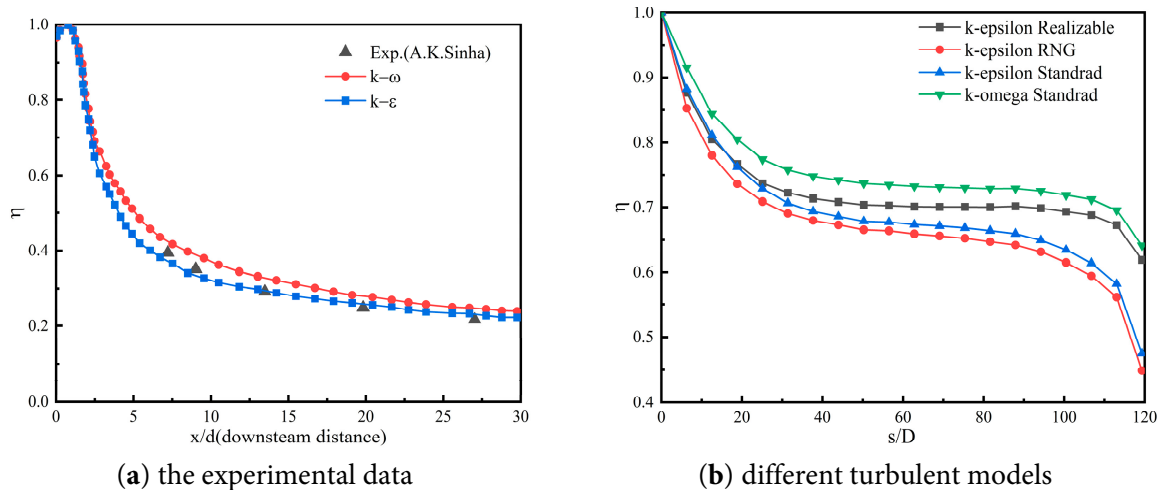 1.0
0.8
0.6
0.4
0.2
0.0
η
Exp.(A.K.Sinha)
k-ω
k-ε
0 5 10 15 20 25 30
x/d(downsteam distance)
(a) the experimental data
1.0
0.9
0.8
0.7
0.6
0.5
0.4
η
k-epsilon Realizable
k-cpsilon RNG
k-epsilon Standrad
k-omega Standrad
0 20 40 60 80 100 120
s/D
(b) different turbulent models